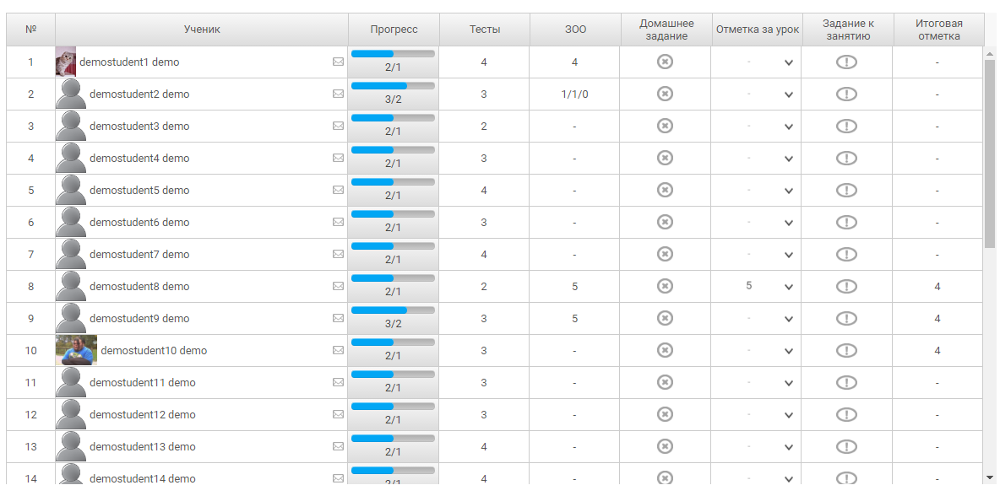 № Ученик Прогресс Тесты ЗОО Домашнее задание Отметка за урок Задание к занятию Итоговая отметка
1 demostudent1 demo 2/1 4 4 - -
2 demostudent2 demo 3/2 3 1/1/0 - -
3 demostudent3 demo 2/1 2 - - -
4 demostudent4 demo 2/1 3 - - -
5 demostudent5 demo 2/1 4 - - -
6 demostudent6 demo 2/1 3 - - -
7 demostudent7 demo 2/1 4 - - -
8 demostudent8 demo 2/1 2 5 5 4
9 demostudent9 demo 3/2 3 5 - 4
10 demostudent10 demo 2/1 3 - - 4
11 demostudent11 demo 2/1 3 - - -
12 demostudent12 demo 2/1 3 - - -
13 demostudent13 demo 2/1 4 - - -
14 demostudent14 demo 2/1 4 - - -